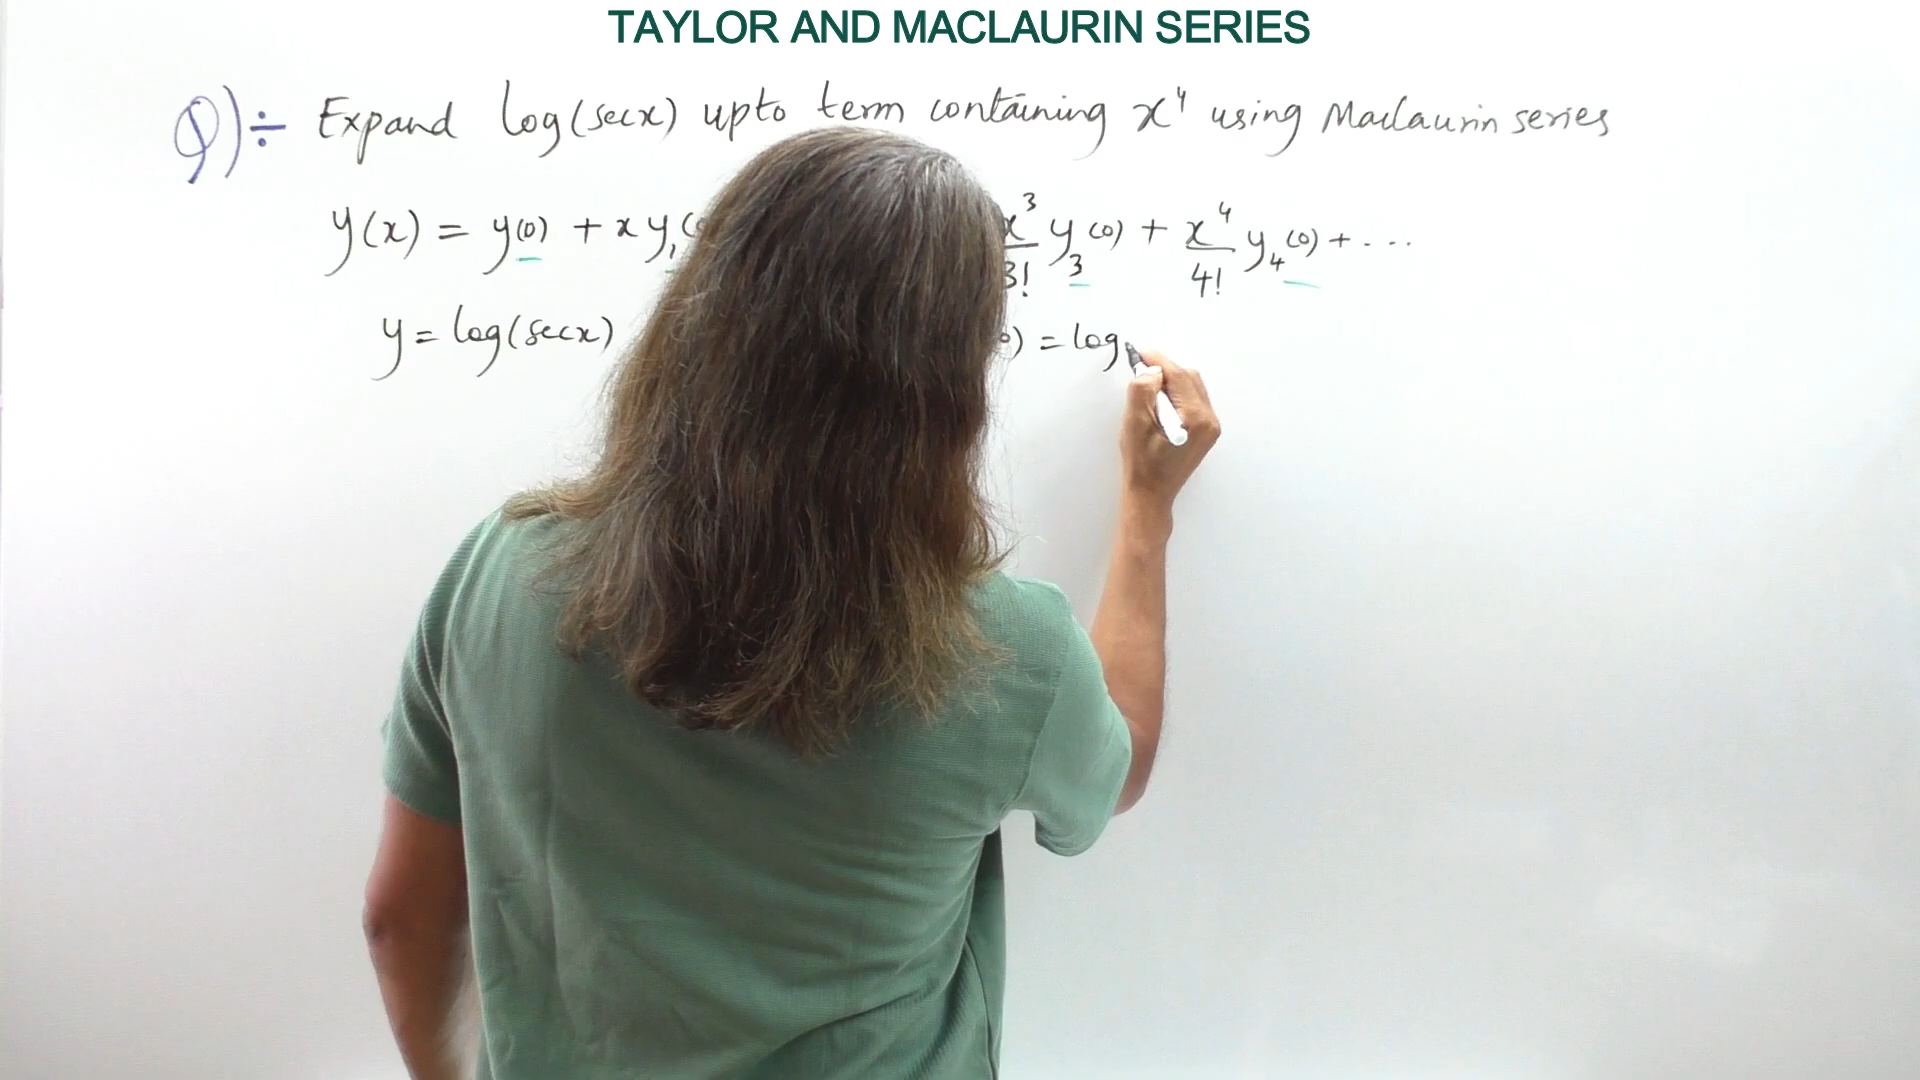 TAYLOR AND MACLAURIN SERIES
Q)÷ Expand log(secx) upto term containing x⁴ using Maclaurin series
y(x) = y(0) + x y₁( x³/3! y₃(0) + x⁴/4! y₄(0) + ...
y = log(secx) 0) = log